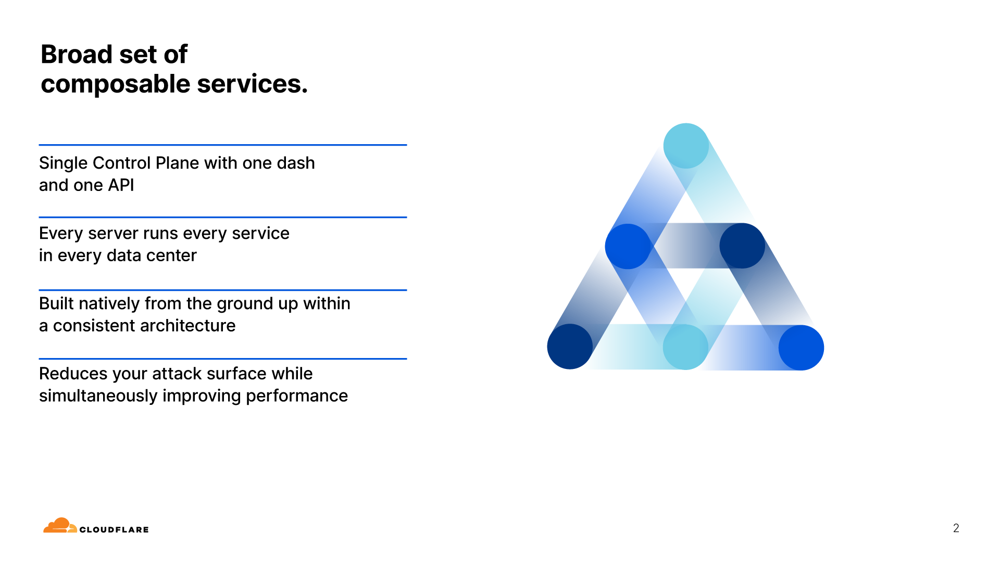 Broad set of
composable services.
Single Control Plane with one dash
and one API
Every server runs every service
in every data center
Built natively from the ground up within
a consistent architecture
Reduces your attack surface while
simultaneously improving performance
CLOUDFLARE
2